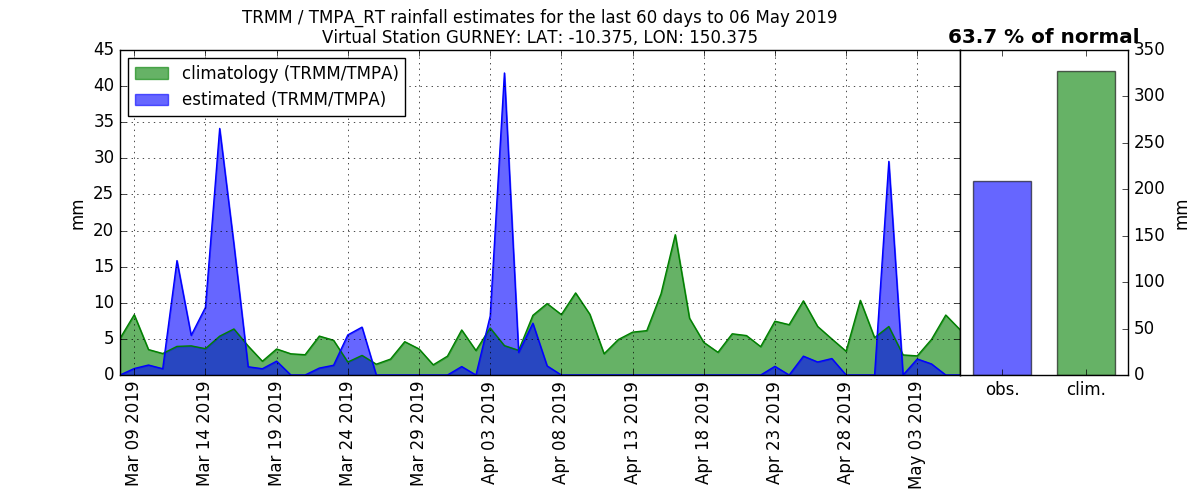 TRMM / TMPA_RT rainfall estimates for the last 60 days to 06 May 2019
Virtual Station GURNEY: LAT: -10.375, LON: 150.375
63.7 % of normal
climatology (TRMM/TMPA)
estimated (TRMM/TMPA)
45
40
35
30
25
20
15
10
5
0
mm
350
300
250
200
150
100
50
0
mm
Mar 09 2019
Mar 14 2019
Mar 19 2019
Mar 24 2019
Mar 29 2019
Apr 03 2019
Apr 08 2019
Apr 13 2019
Apr 18 2019
Apr 23 2019
Apr 28 2019
May 03 2019
obs.
clim.